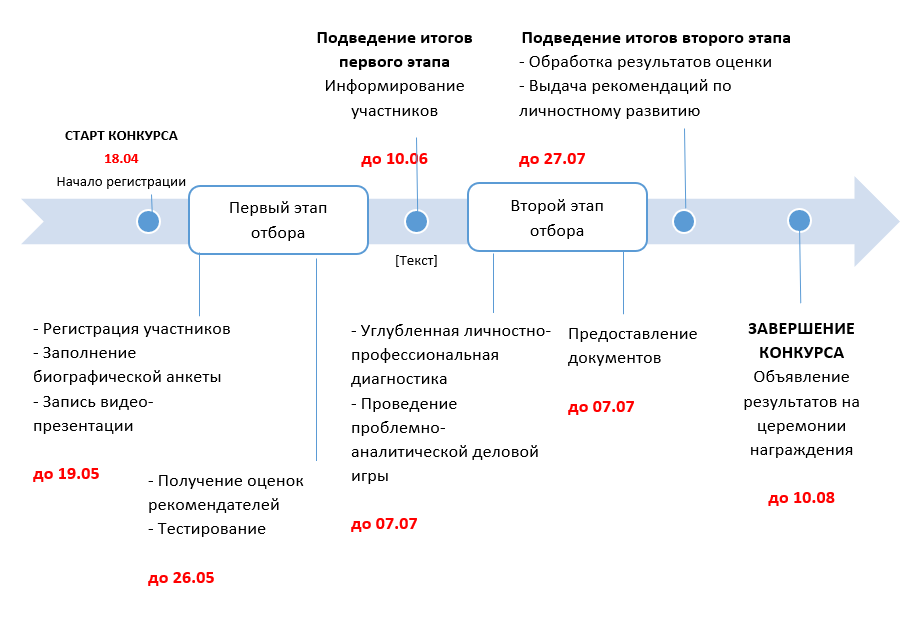 Подведение итогов
первого этапа
Информирование
участников
до 10.06
Подведение итогов второго этапа
- Обработка результатов оценки
- Выдача рекомендаций по
личностному развитию
до 27.07
СТАРТ КОНКУРСА
18.04
Начало регистрации
Первый этап
отбора
Второй этап
отбора
[Текст]
- Регистрация участников
- Заполнение
биографической анкеты
- Запись видео-
презентации
до 19.05
- Получение оценок
рекомендателей
- Тестирование
до 26.05
- Углубленная личностно-
профессиональная
диагностика
- Проведение
проблемно-
аналитической деловой
игры
до 07.07
Предоставление
документов
до 07.07
ЗАВЕРШЕНИЕ
КОНКУРСА
Объявление
результатов на
церемонии
награждения
до 10.08